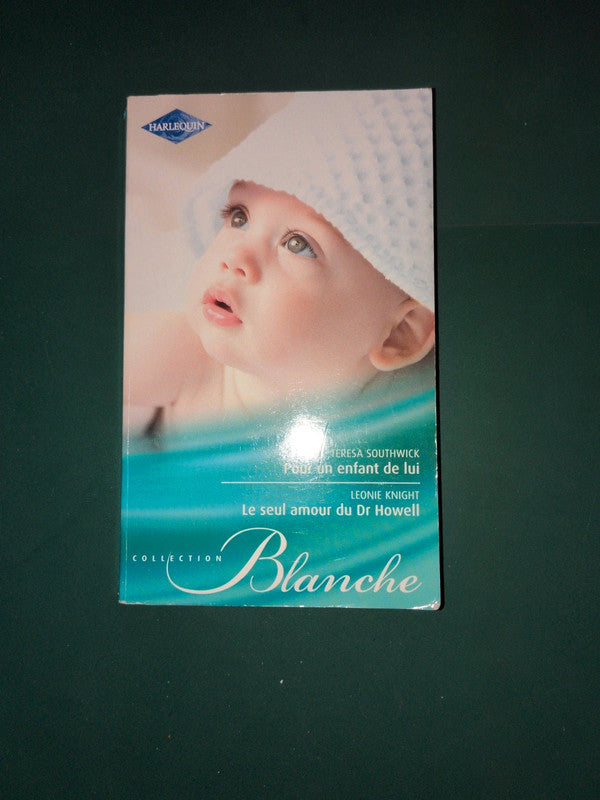 HARLEQUIN
TERESA SOUTHWICK
Pour un enfant de lui
LEONIE KNIGHT
Le seul amour du Dr Howell
COLLECTION
Blanche